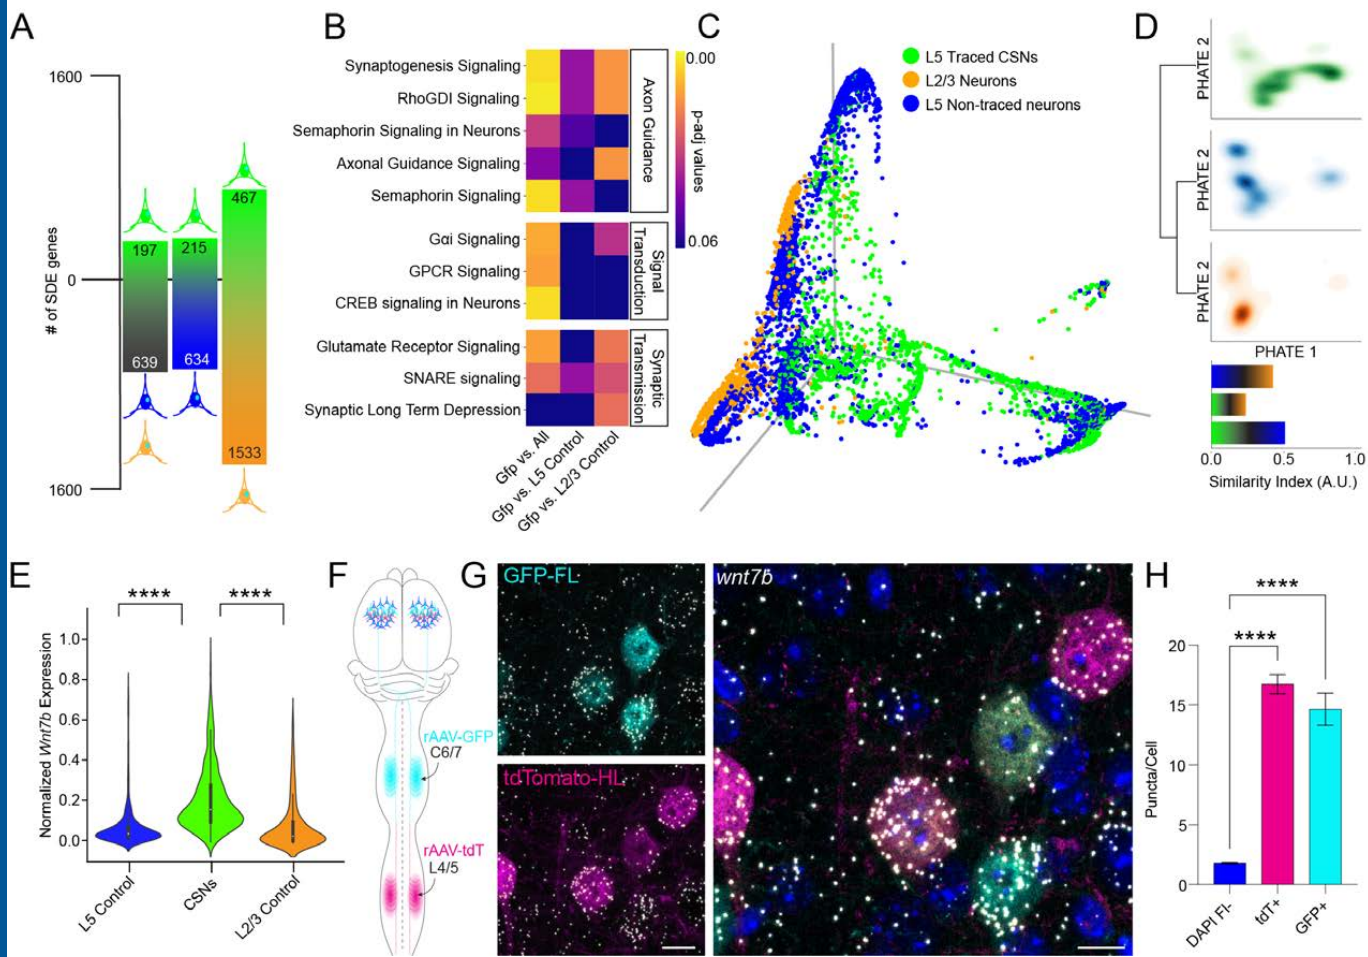 A
1600
# of SDE genes
0
1600
197
215
467
639
634
1533
B
Synaptogenesis Signaling
RhoGDI Signaling
Semaphorin Signaling in Neurons
Axonal Guidance Signaling
Semaphorin Signaling
Gαi Signaling
GPCR Signaling
CREB signaling in Neurons
Glutamate Receptor Signaling
SNARE signaling
Synaptic Long Term Depression
Axon Guidance
Signal
Transduction
Synaptic
Transmission
0.00
p-adj values
0.06
Gfp vs. All
Gfp vs. L5 Control
Gfp vs. L2/3 Control
C
L5 Traced CSNs
L2/3 Neurons
L5 Non-traced neurons
D
PHATE 2
PHATE 2
PHATE 2
PHATE 1
0.0
0.5
1.0
Similarity Index (A.U.)
E
****
****
Normalized Wnt7b Expression
1.0
0.8
0.6
0.4
0.2
0.0
L5 Control
CSNs
L2/3 Control
F
rAAV-GFP
C6/7
rAAV-tdT
L4/5
G
GFP-FL
tdTomato-HL
wnt7b
H
****
****
Puncta/Cell
20
15
10
5
0
DAPI Fl-
tdT+
GFP+